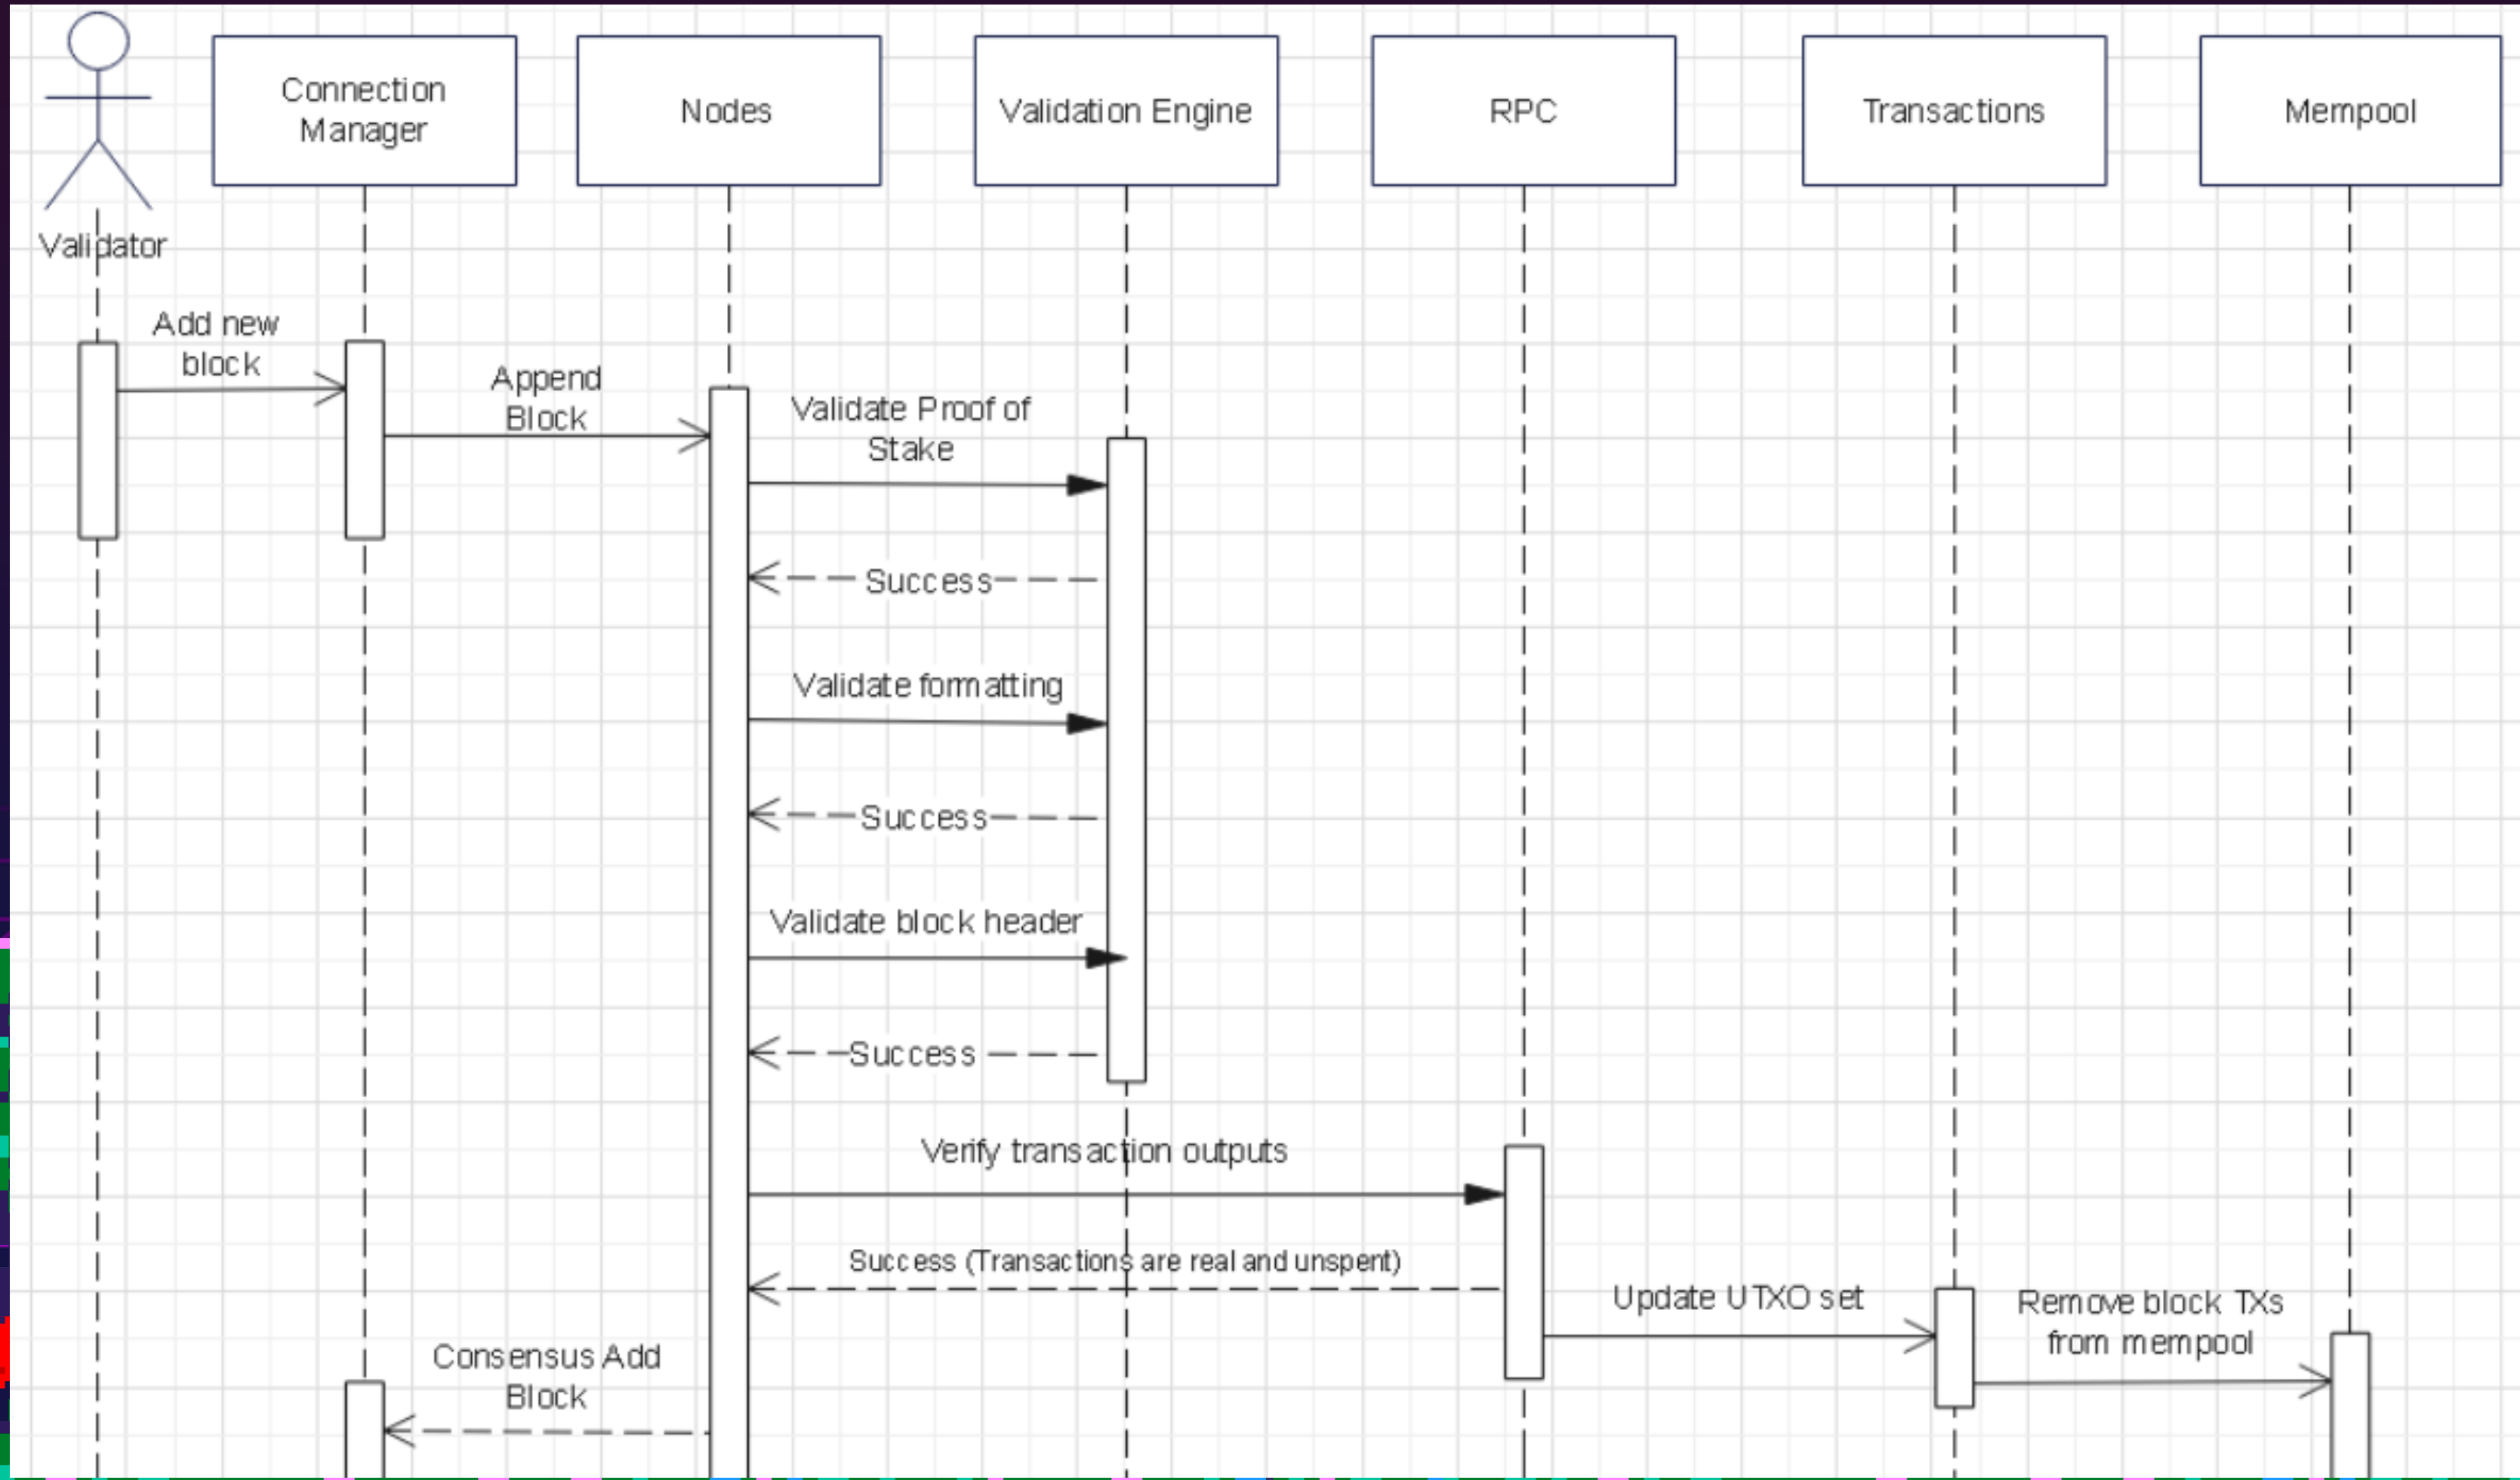 Connection
Manager
Nodes
Validation Engine
RPC
Transactions
Mempool
Validator
Add new
block
Append
Block
Validate Proof of
Stake
Success
Validate formatting
Success
Validate block header
Success
Verify transaction outputs
Success (Transactions are real and unspent)
Update UTXO set
Remove block TXs
from mempool
Consensus Add
Block